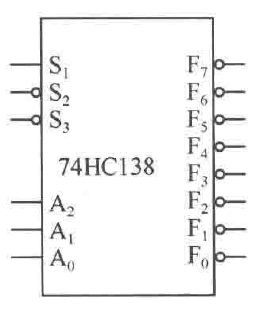 S₁ F₇
S₂ F₆
S₃ F₅
F₄
74HC138 F₃
A₂ F₂
A₁ F₁
A₀ F₀